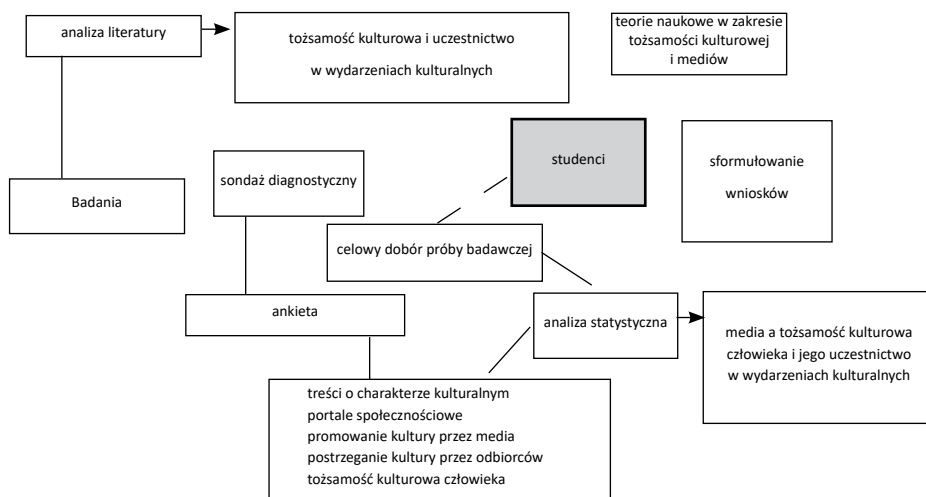 analiza literatury
tożsamość kulturowa i uczestnictwo
w wydarzeniach kulturalnych
teorie naukowe w zakresie
tożsamości kulturowej
i mediów
studenci
sformułowanie
wniosków
sondaż diagnostyczny
Badania
celowy dobór próby badawczej
ankieta
analiza statystyczna
media a tożsamość kulturowa
człowieka i jego uczestnictwo
w wydarzeniach kulturalnych
treści o charakterze kulturalnym
portale społecznościowe
promowanie kultury przez media
postrzeganie kultury przez odbiorców
tożsamość kulturowa człowieka